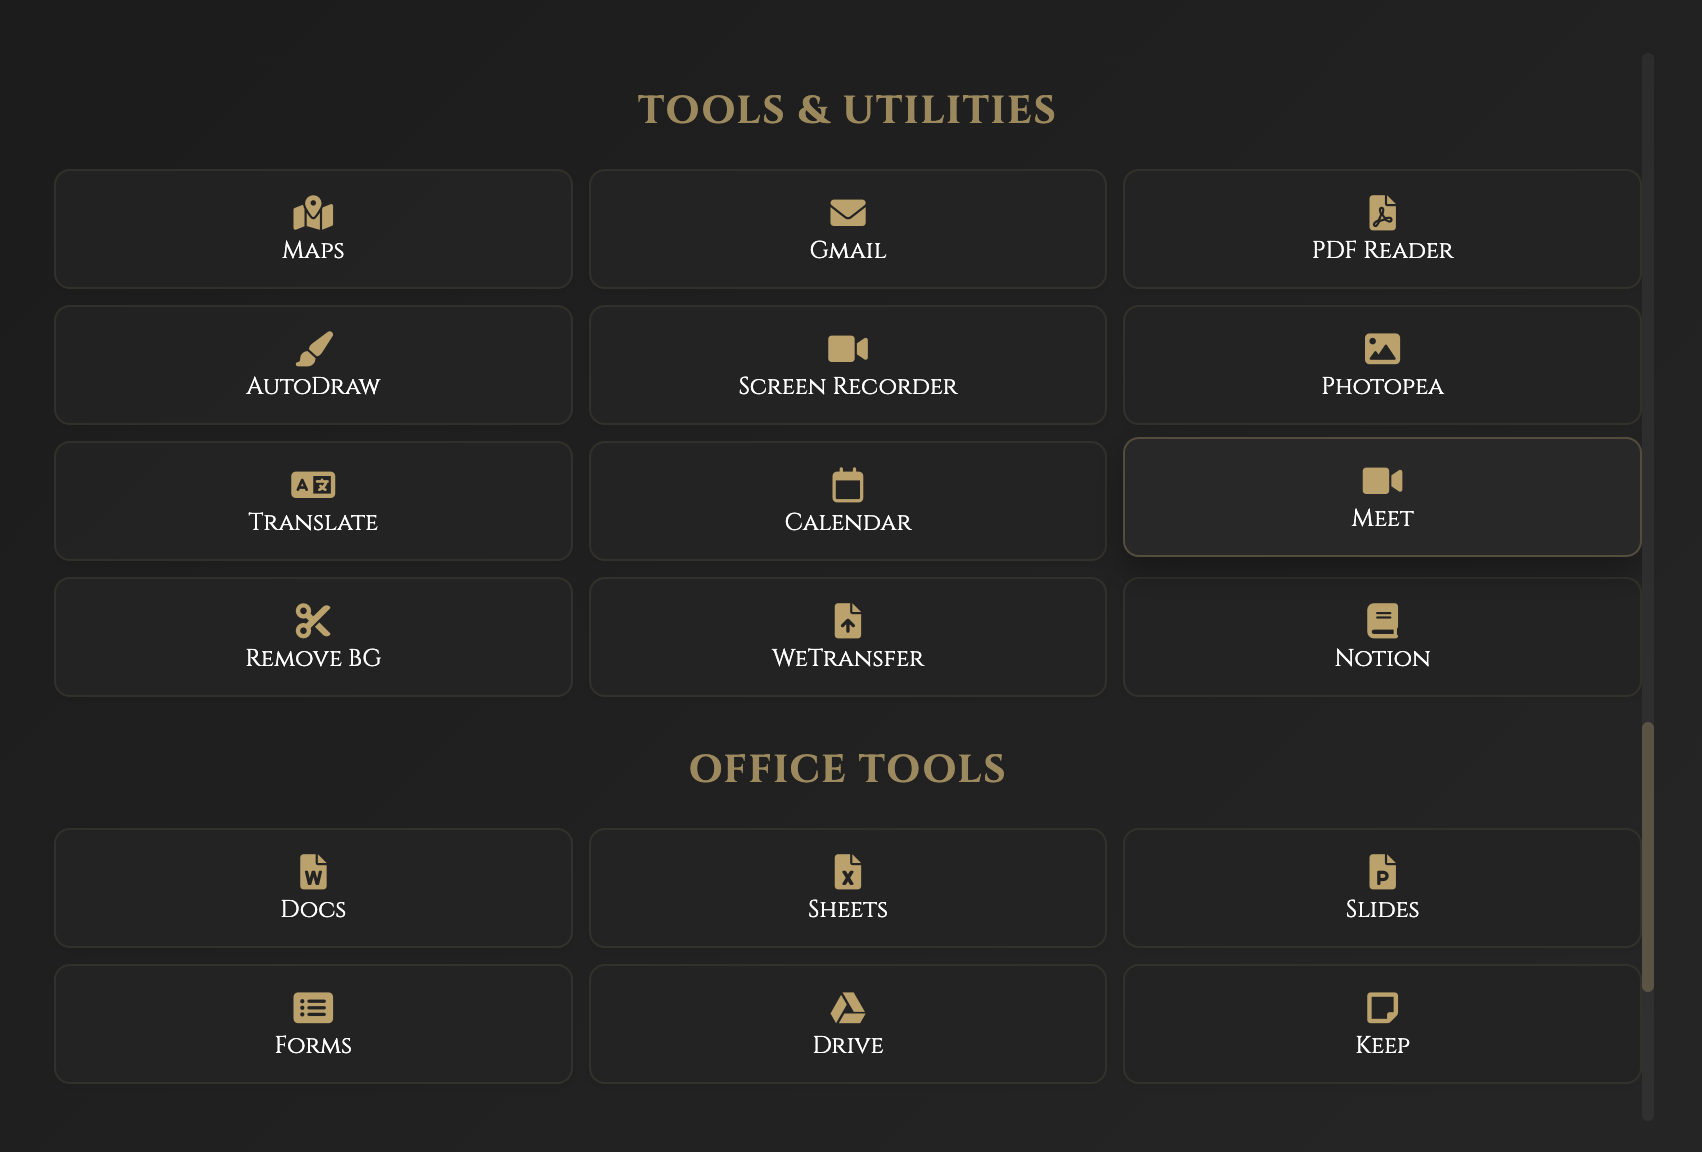 TOOLS & UTILITIES
Maps
Gmail
PDF Reader
AutoDraw
Screen Recorder
Photopea
Translate
Calendar
Meet
Remove BG
WeTransfer
Notion
OFFICE TOOLS
Docs
Sheets
Slides
Forms
Drive
Keep